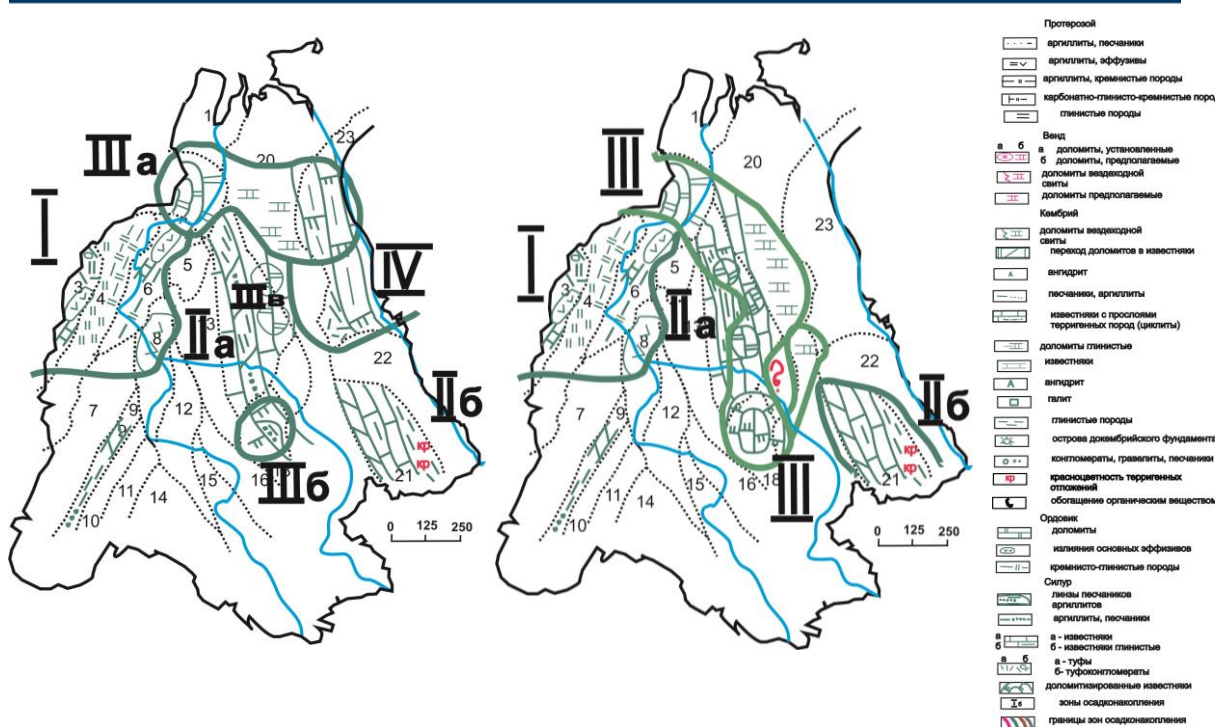 III а
I
1
20
23
3
4
5
6
8
III в
IV
II а
13
22
7
9
12
II б
кр
кр
21
III б
16
15
11
14
10
0 125 250
III
I
1
20
23
3
4
5
6
8
II а
22
7
9
12
II б
кр
кр
21
16
18
15
11
14
10
III
0 125 250
Протерозой
аргиллиты, песчаники
аргиллиты, эффузивы
аргиллиты, кремнистые породы
карбонатно-глинисто-кремнистые пород
глинистые породы
Венд
а б а доломиты, установленные
б доломиты, предполагаемые
доломиты вездеходной
свиты
доломиты предполагаемые
Кембрий
доломиты вездеходной
свиты
переход доломитов в известняки
ангидрит
песчаники, аргиллиты
известняки с прослоями
терригенных пород (циклиты)
доломиты глинистые
известняки
ангидрит
галит
глинистые породы
острова докембрийского фундамента
конгломераты, гравелиты, песчаники
кр красноцветность терригенных
отложений
обогащение органическим веществом
Ордовик
доломиты
излияния основных эффизивов
кремнисто-глинистые породы
Силур
линзы песчаников
аргиллитов
аргиллиты, песчаники
а а - известняки
б б - известняки глинистые
а б а - туфы
б- туфоконгломераты
доломитизированные известняки
I б зоны осадконакопления
границы зон осадконакопления